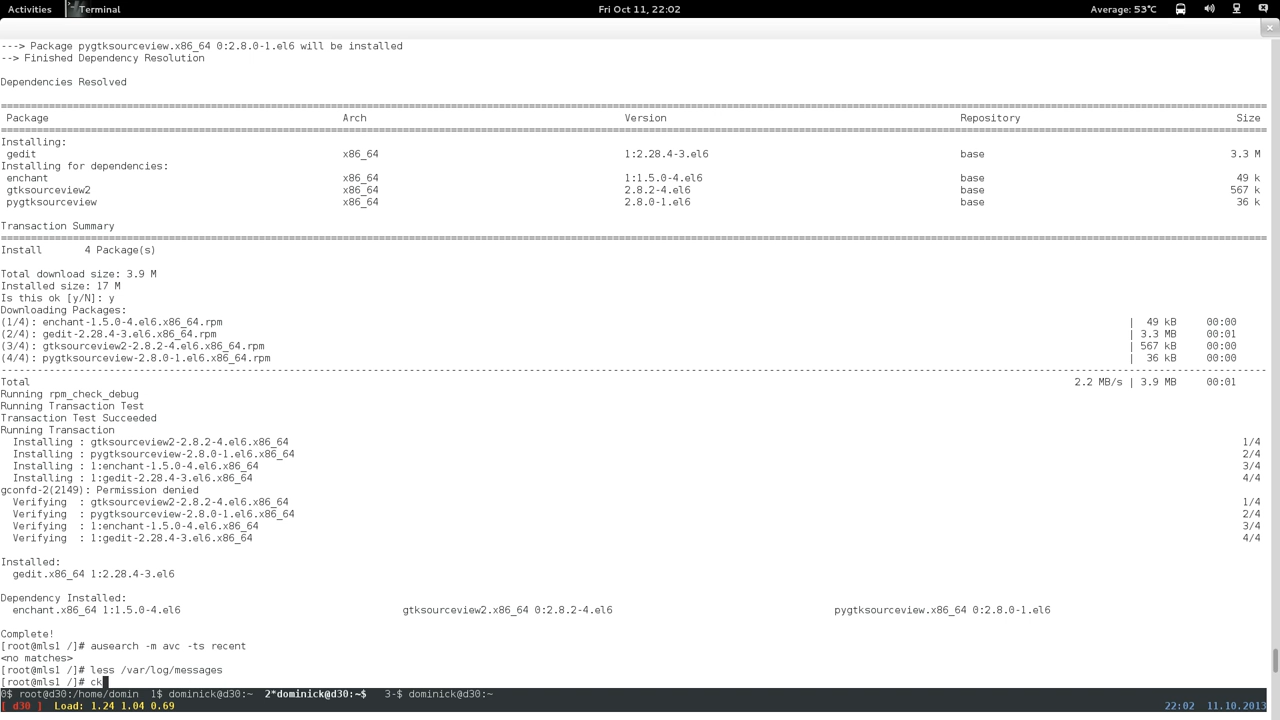 Activities Terminal Fri Oct 11, 22:02 Average: 53°C
---> Package pygtksourceview.x86_64 0:2.8.0-1.el6 will be installed
--> Finished Dependency Resolution
Dependencies Resolved
================================================================================
Package Arch Version Repository Size
================================================================================
Installing:
gedit x86_64 1:2.28.4-3.el6 base 3.3 M
Installing for dependencies:
enchant x86_64 1:1.5.0-4.el6 base 49 k
gtksourceview2 x86_64 2.8.2-4.el6 base 567 k
pygtksourceview x86_64 2.8.0-1.el6 base 36 k
Transaction Summary
================================================================================
Install 4 Package(s)
Total download size: 3.9 M
Installed size: 17 M
Is this ok [y/N]: y
Downloading Packages:
(1/4): enchant-1.5.0-4.el6.x86_64.rpm | 49 kB 00:00
(2/4): gedit-2.28.4-3.el6.x86_64.rpm | 3.3 MB 00:01
(3/4): gtksourceview2-2.8.2-4.el6.x86_64.rpm | 567 kB 00:00
(4/4): pygtksourceview-2.8.0-1.el6.x86_64.rpm | 36 kB 00:00
--------------------------------------------------------------------------------
Total 2.2 MB/s | 3.9 MB 00:01
Running rpm_check_debug
Running Transaction Test
Transaction Test Succeeded
Running Transaction
Installing : gtksourceview2-2.8.2-4.el6.x86_64 1/4
Installing : pygtksourceview-2.8.0-1.el6.x86_64 2/4
Installing : 1:enchant-1.5.0-4.el6.x86_64 3/4
Installing : 1:gedit-2.28.4-3.el6.x86_64 4/4
gconfd-2(2149): Permission denied
Verifying : gtksourceview2-2.8.2-4.el6.x86_64 1/4
Verifying : pygtksourceview-2.8.0-1.el6.x86_64 2/4
Verifying : 1:enchant-1.5.0-4.el6.x86_64 3/4
Verifying : 1:gedit-2.28.4-3.el6.x86_64 4/4
Installed:
gedit.x86_64 1:2.28.4-3.el6
Dependency Installed:
enchant.x86_64 1:1.5.0-4.el6 gtksourceview2.x86_64 0:2.8.2-4.el6 pygtksourceview.x86_64 0:2.8.0-1.el6
Complete!
[root@mls1 /]# ausearch -m avc -ts recent
<no matches>
[root@mls1 /]# less /var/log/messages
[root@mls1 /]# ck
0$ root@d30:/home/domin 1$ dominick@d30:~ 2*dominick@d30:~$ 3-$ dominick@d30:~
[ d30 ] Load: 1.24 1.04 0.69 22:02 11.10.2013